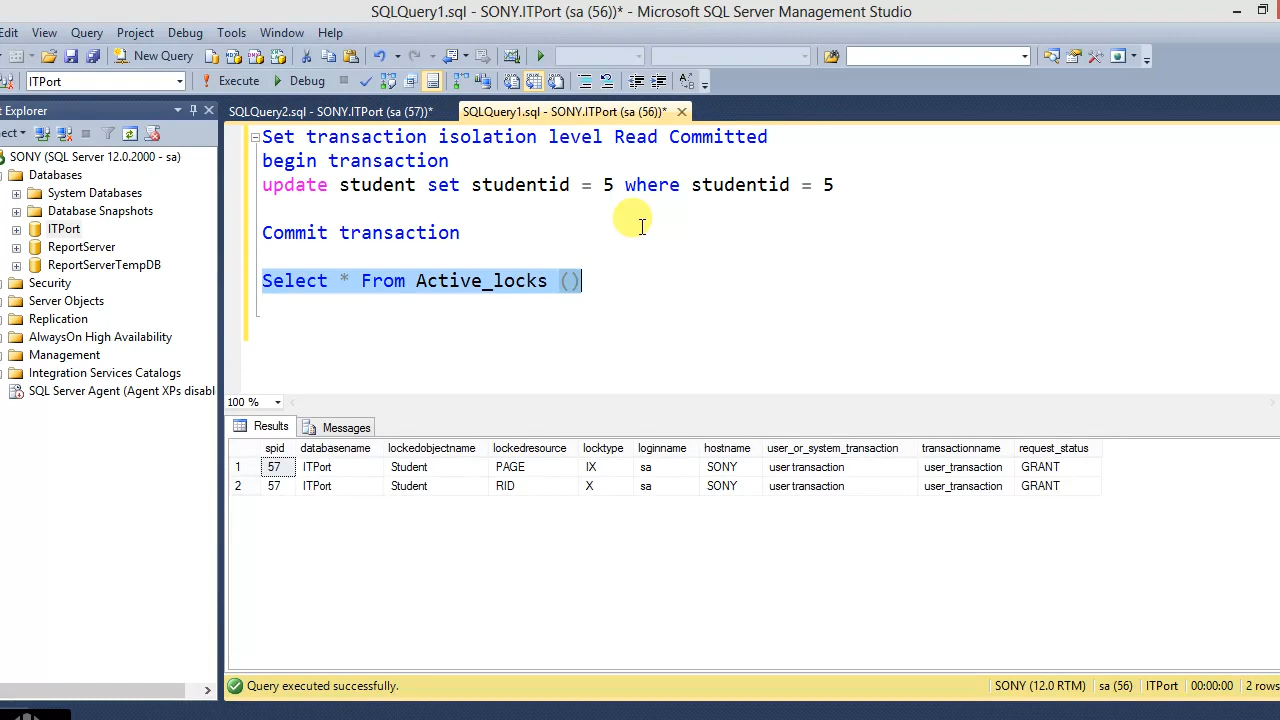 SQLQuery1.sql - SONY.ITPort (sa (56))* - Microsoft SQL Server Management Studio
Edit View Query Project Debug Tools Window Help
New Query
ITPort Execute Debug
t Explorer
SQLQuery2.sql - SONY.ITPort (sa (57))* SQLQuery1.sql - SONY.ITPort (sa (56))*
ect
SONY (SQL Server 12.0.2000 - sa)
Databases
System Databases
Database Snapshots
ITPort
ReportServer
ReportServerTempDB
Security
Server Objects
Replication
AlwaysOn High Availability
Management
Integration Services Catalogs
SQL Server Agent (Agent XPs disabl
Set transaction isolation level Read Committed
begin transaction
update student set studentid = 5 where studentid = 5
Commit transaction
Select * From Active_locks ()
100 %
Results Messages
spid databasename lockedobjectname lockedresource locktype loginname hostname user_or_system_transaction transactionname request_status
1 57 ITPort Student PAGE IX sa SONY user transaction user_transaction GRANT
2 57 ITPort Student RID X sa SONY user transaction user_transaction GRANT
Query executed successfully. SONY (12.0 RTM) sa (56) ITPort 00:00:00 2 rows